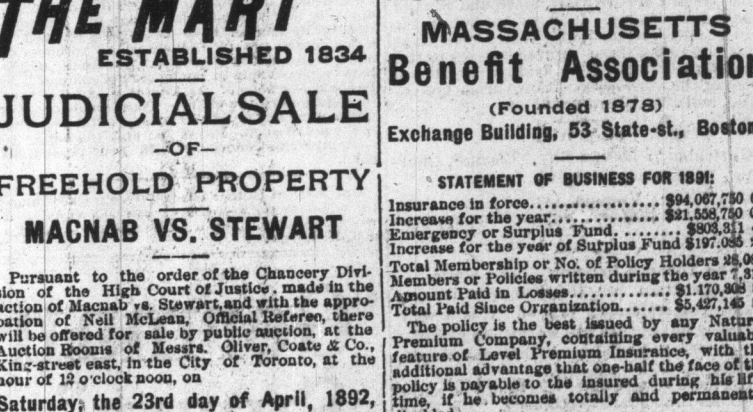 THE MART
ESTABLISHED 1834
JUDICIAL SALE
—OF—
FREEHOLD PROPERTY
MACNAB VS. STEWART
Pursuant to the order of the Chancery Divi-
sion of the High Court of Justice, made in the
action of Macnab vs. Stewart, and with the appro-
bation of Neil McLean, Official Referee, there
will be offered for sale by public auction, at the
Auction Rooms of Messrs. Oliver, Coate & Co.,
King-street east, in the City of Toronto, at the
hour of 12 o'clock noon, on
Saturday, the 23rd day of April, 1892,
MASSACHUSETTS
Benefit Association
(Founded 1878)
Exchange Building, 53 State-st., Boston
STATEMENT OF BUSINESS FOR 1891:
Insurance in force................ $94,067,750
Increase for the year............. $21,558,750
Emergency or Surplus Fund......... $803,311
Increase for the year of Surplus Fund $197,085
Total Membership or No. of Policy Holders
Members or Policies written during the year
Amount Paid in Losses.............
Total Paid Since Organization....... $5,427,145
The policy is the best issued by any
Premium Company, containing every
feature of Level Premium Insurance, with
additional advantage that one-half the face of
policy is payable to the insured during his
time, if he becomes totally and